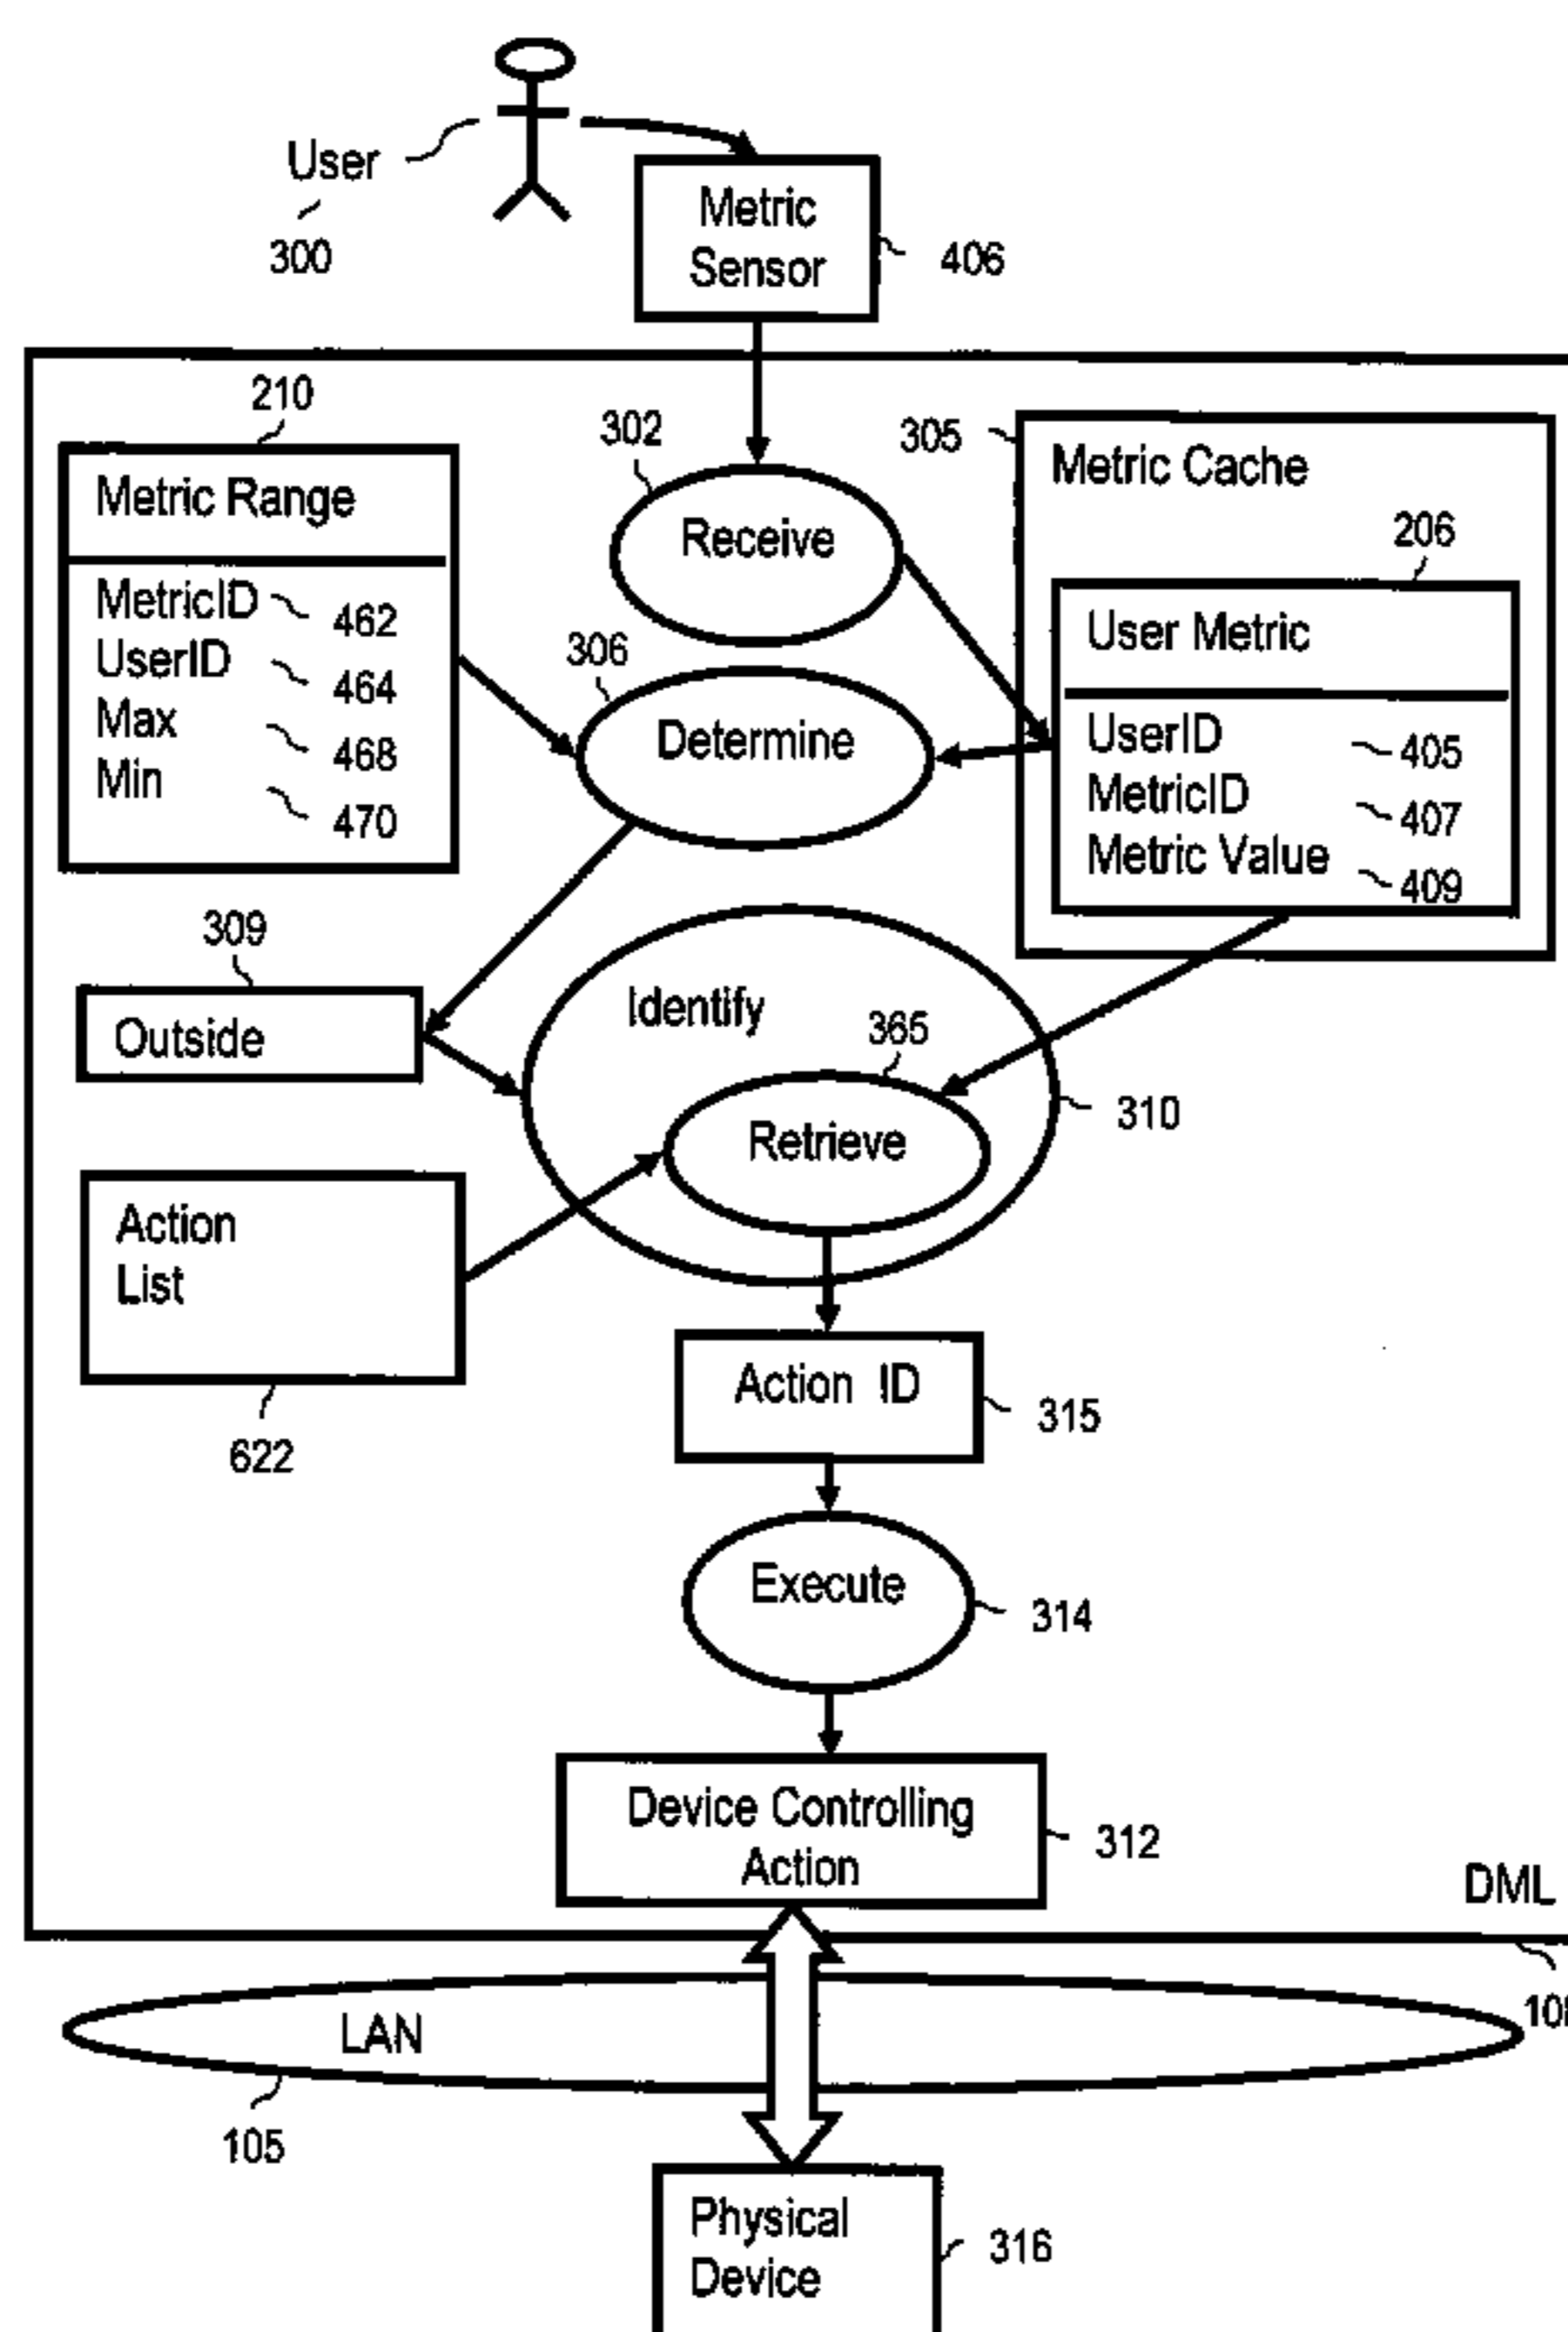 User
300
Metric
Sensor
406
210
302
305
Metric Range
Receive
Metric Cache
206
MetricID
462
UserID
464
Max
468
Min
470
306
Determine
User Metric
UserID
405
MetricID
407
Metric Value
409
309
Outside
Identify
365
Retrieve
310
Action
List
622
Action ID
315
Execute
314
Device Controlling
Action
312
DML
LAN
105
Physical
Device
316